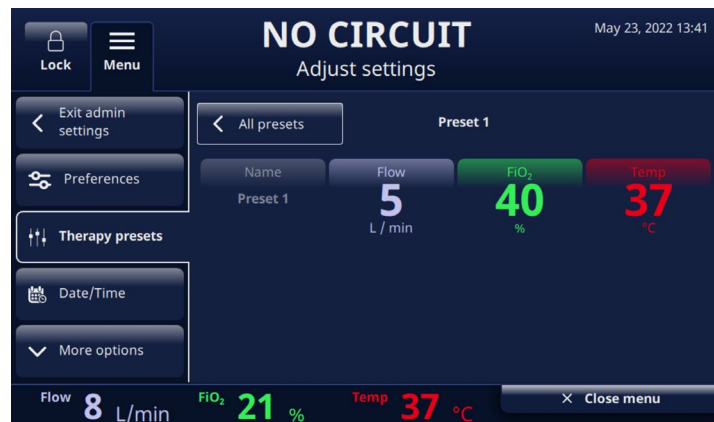 NO CIRCUIT
May 23, 2022 13:41
Adjust settings
Lock
Menu
Exit admin
settings
All presets
Preset 1
Preferences
Name
Flow
FiO₂
Temp
Preset 1
5
40
37
L / min
%
°C
Therapy presets
Date/Time
More options
Flow 8 L/min
FiO₂ 21 %
Temp 37 °C
× Close menu